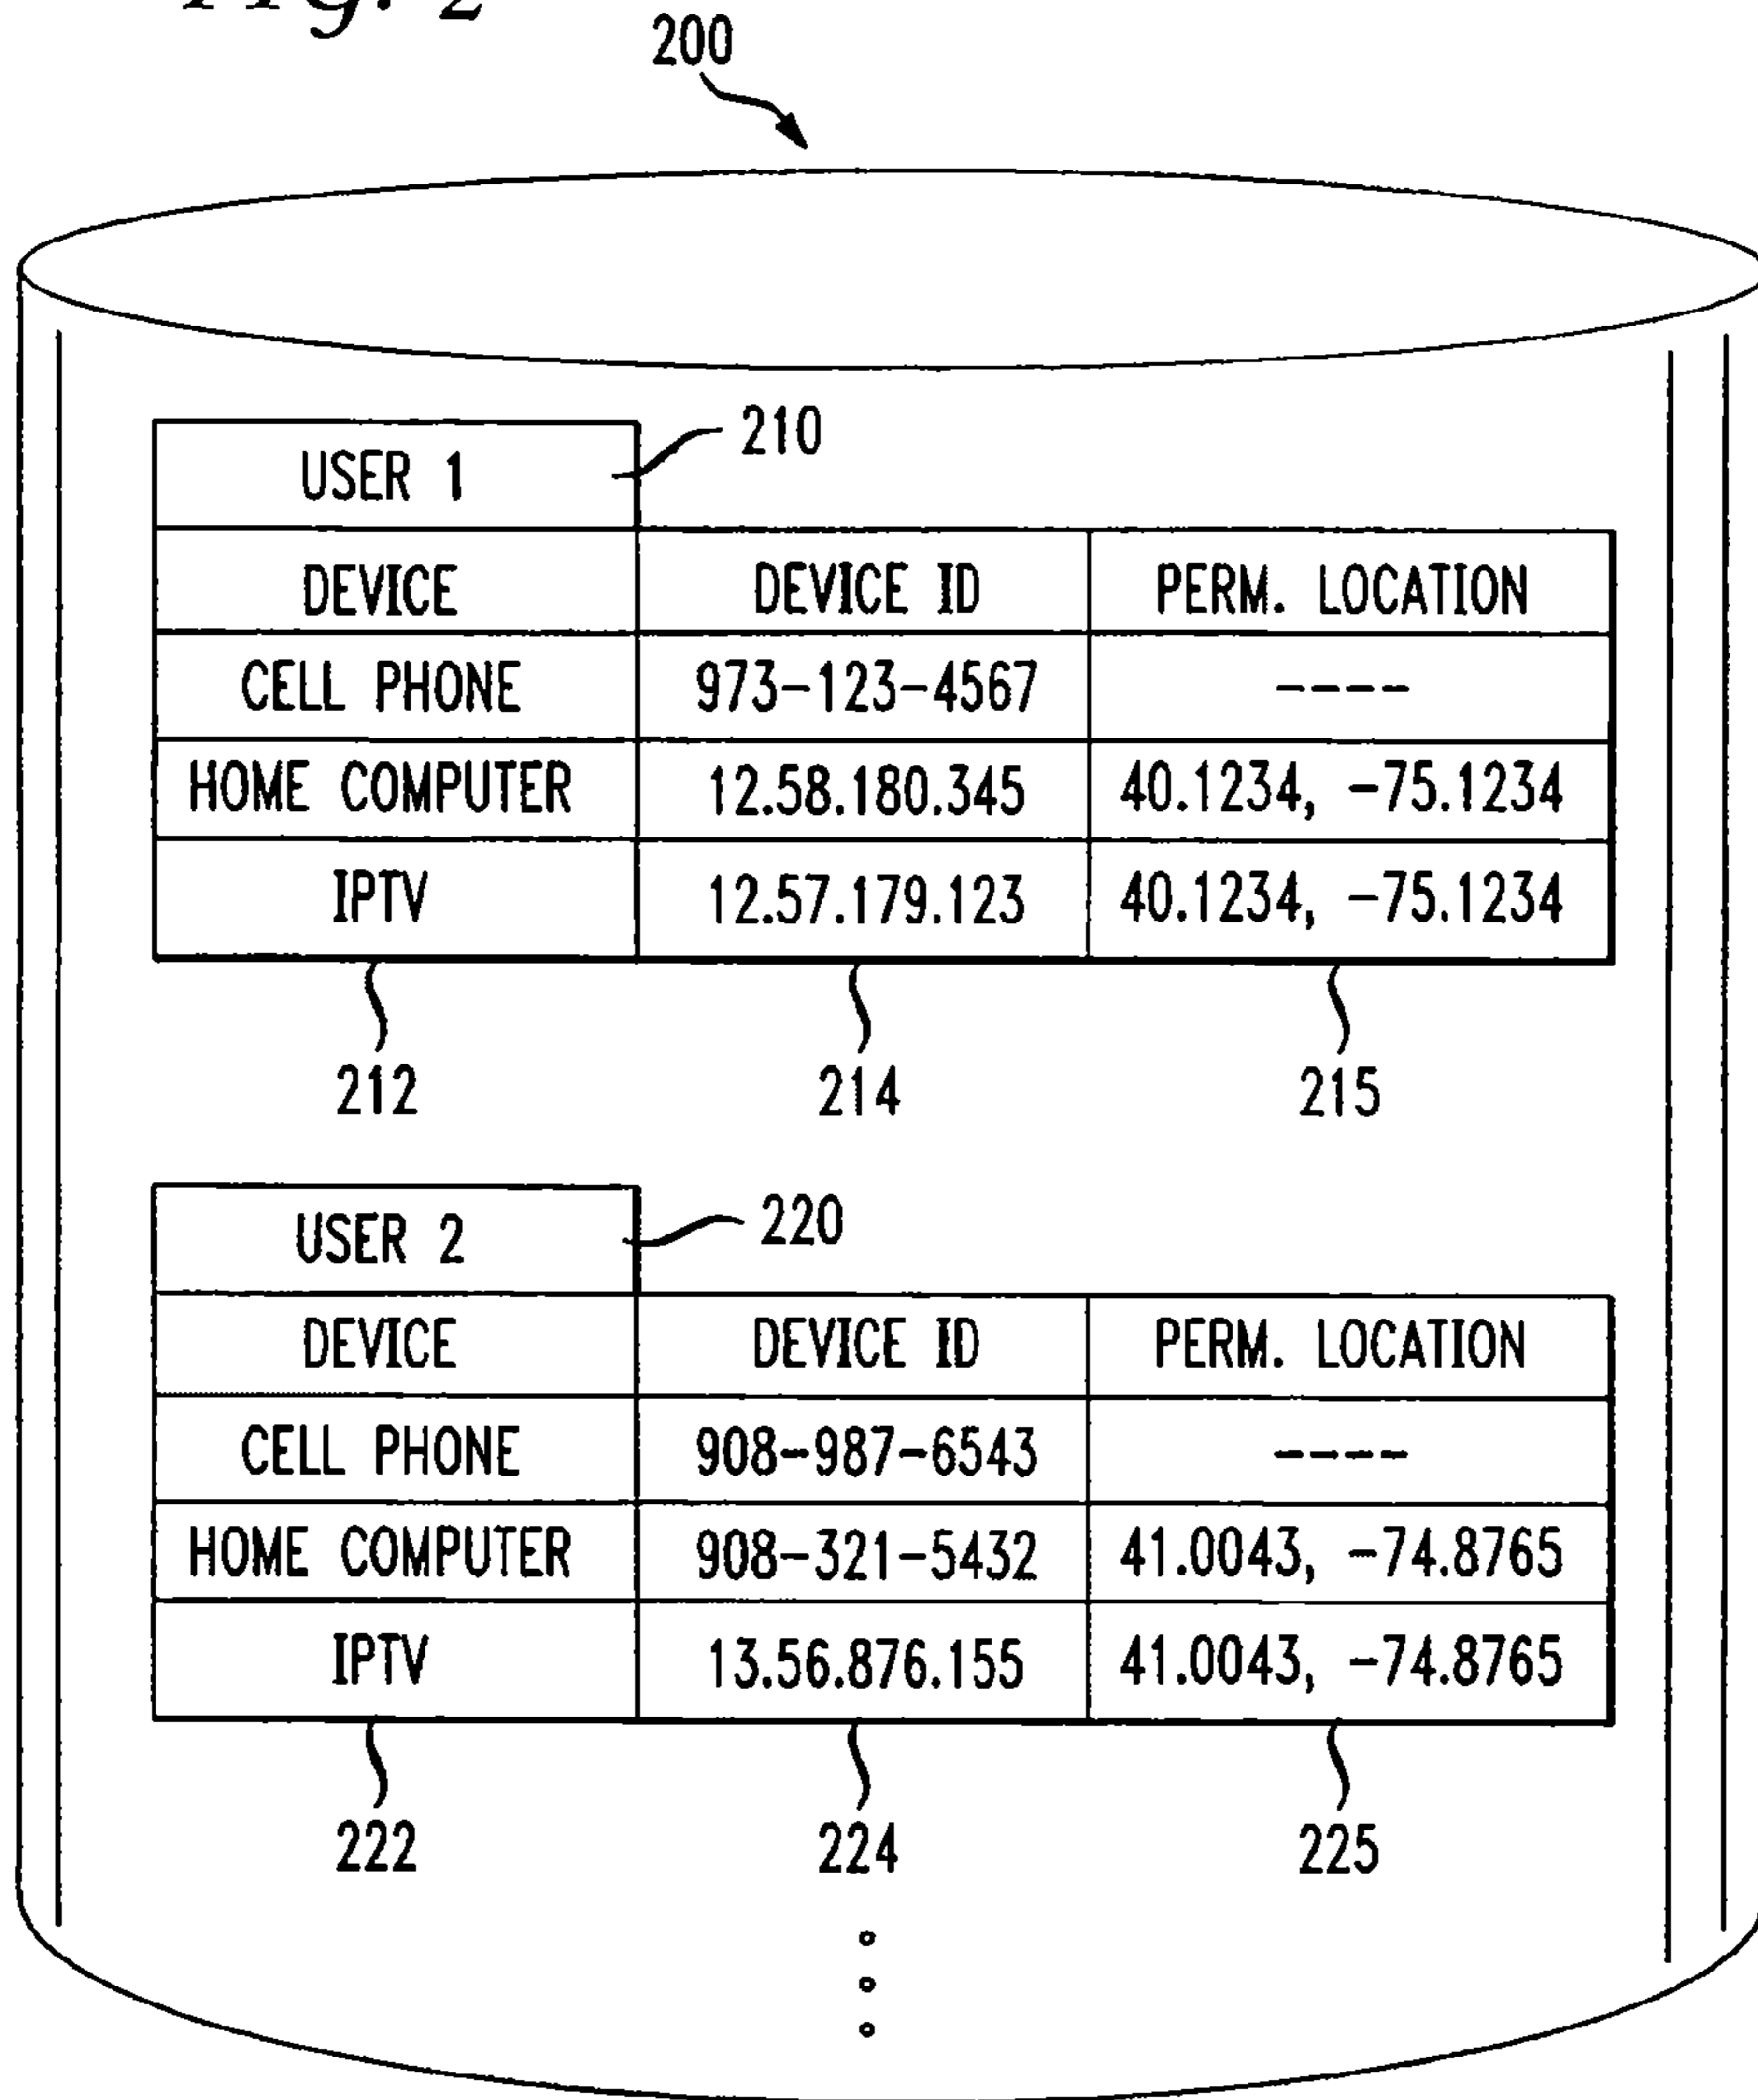 FIG. 2
200
USER 1
210
DEVICE DEVICE ID PERM. LOCATION
CELL PHONE 973-123-4567 ----
HOME COMPUTER 12.58.180.345 40.1234, -75.1234
IPTV 12.57.179.123 40.1234, -75.1234
212 214 215
USER 2
220
DEVICE DEVICE ID PERM. LOCATION
CELL PHONE 908-987-6543 ----
HOME COMPUTER 908-321-5432 41.0043, -74.8765
IPTV 13.56.876.155 41.0043, -74.8765
222 224 225